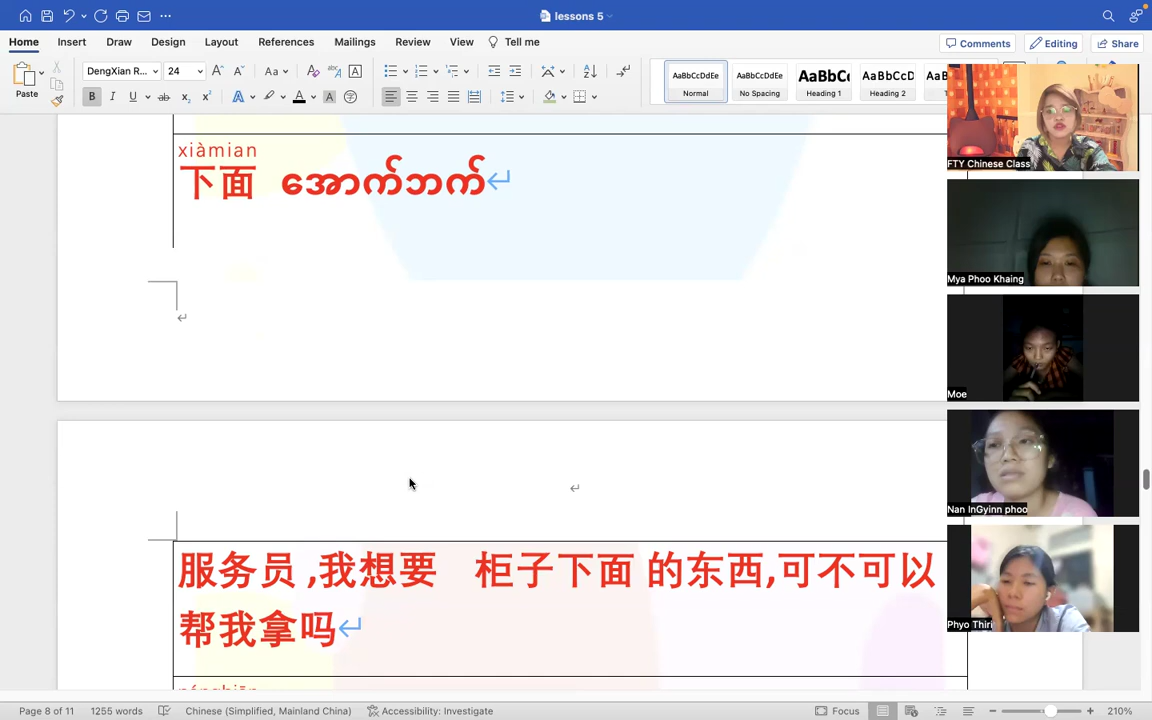 lessons 5
Home Insert Draw Design Layout References Mailings Review View Tell me
Comments Editing Share
Paste
DengXian R... 24
AaBbCcDdEe AaBbCcDdEe AaBbCc AaBbCcD
Normal No Spacing Heading 1 Heading 2
FTY Chinese Class
xiàmian
下面 အောက်ဘက်↵
Mya Phoo Khaing
Moe
Nan InGyinn phoo
服务员 ,我想要 柜子下面 的东西,可不可以
帮我拿吗↵
Phyo Thiri
Page 8 of 11 1255 words Chinese (Simplified, Mainland China) Accessibility: Investigate Focus 210%